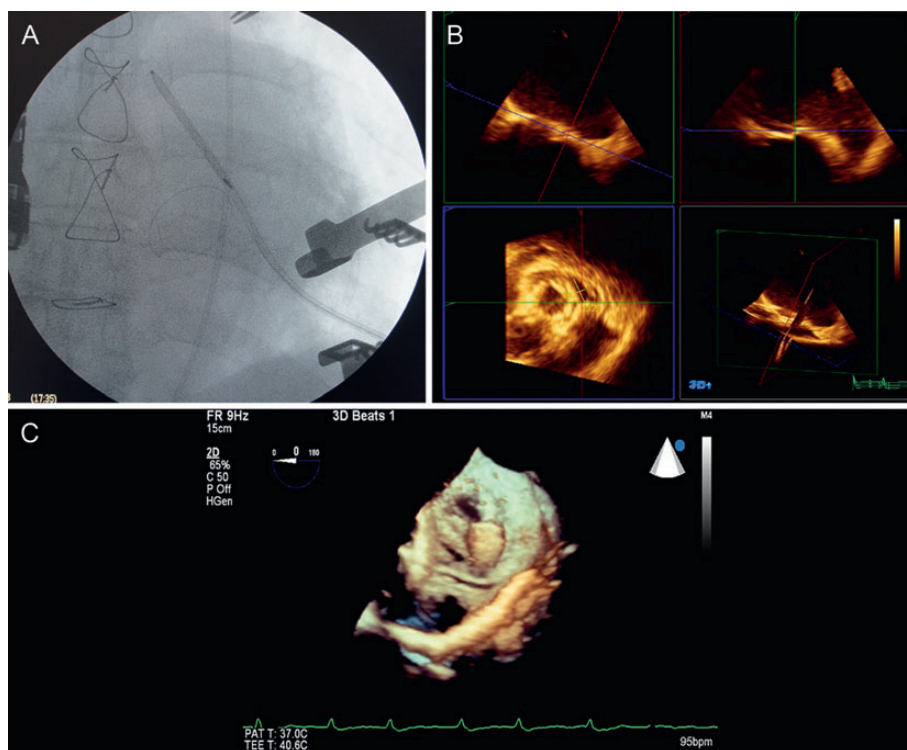 A
B
(17:35)
3D+
C
FR 9Hz
15cm
3D Beats 1
M4
2D
65%
C 50
P Off
HGen
0 0 180
PAT T: 37.0C
TEE T: 40.6C
95bpm